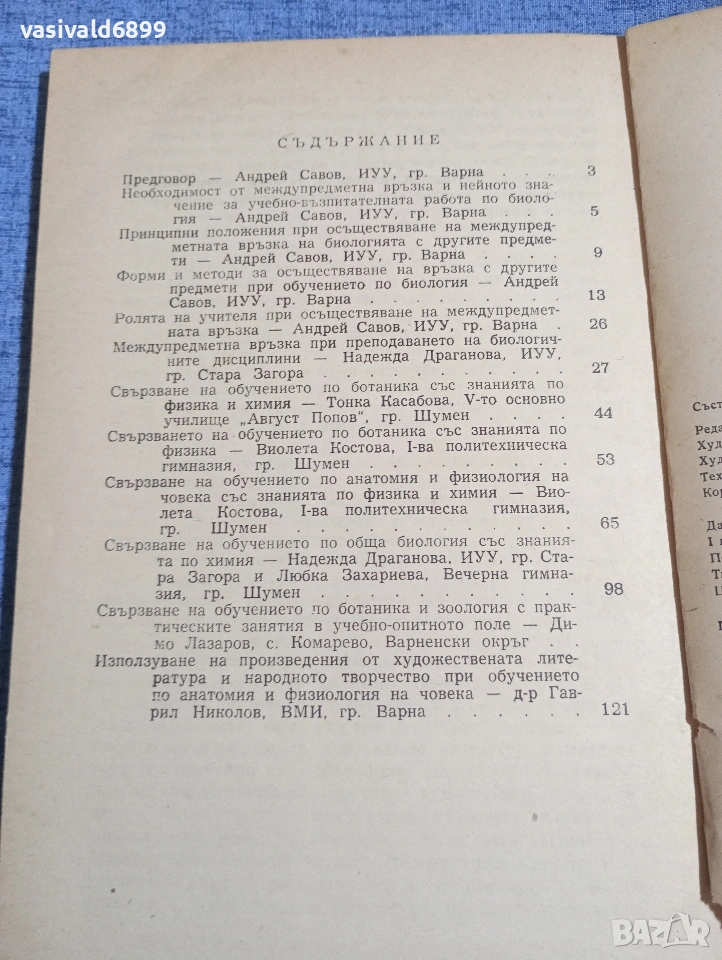 vasivald6899
СЪДЪРЖАНИЕ
Предговор — Андрей Савов, ИУУ, гр. Варна . . . 3
Необходимост от междупредметна връзка и нейното зна-
чение за учебно-възпитателната работа по биоло-
гия — Андрей Савов, ИУУ, гр. Варна . . . 5
Принципни положения при осъществяване на междупред-
метната връзка на биологията с другите предме-
ти — Андрей Савов, ИУУ, гр. Варна . . . . 9
Форми и методи за осъществяване на връзка с другите
предмети при обучението по биология — Андрей
Савов, ИУУ, гр. Варна . . . . . . . . . 13
Ролята на учителя при осъществяване на междупредмет-
ната връзка — Андрей Савов, ИУУ, гр. Варна . 26
Междупредметна връзка при преподаването на биологич-
ните дисциплини — Надежда Драганова, ИУУ,
гр. Стара Загора . . . . . . . . . . . 27
Свързване на обучението по ботаника със знанията по
физика и химия — Тонка Касабова, V-то основно
училище „Август Попов", гр. Шумен . . . . 44
Свързването на обучението по ботаника със знанията по
физика — Виолета Костова, I-ва политехническа
гимназия, гр. Шумен . . . . . . . . . 53
Свързване на обучението по анатомия и физиология на
човека със знанията по физика и химия — Вио-
лета Костова, I-ва политехническа гимназия,
гр. Шумен . . . . . . . . . . . . . 65
Свързване на обучението по обща биология със знания-
та по химия — Надежда Драганова, ИУУ, гр. Ста-
ра Загора и Любка Захариева, Вечерна гимна-
зия, гр. Шумен . . . . . . . . . . . 98
Свързване на обучението по ботаника и зоология с прак-
тическите занятия в учебно-опитното поле — Ди-
мо Лазаров, с. Комарево, Варненски окръг . .
Използуване на произведения от художествената лите-
ратура и народното творчество при обучението
по анатомия и физиология на човека — д-р Гав-
рил Николов, ВМИ, гр. Варна . . . . . . 121
Със
Реда
Худ
Худ
Тех
Кор
Да
I
BAZAR